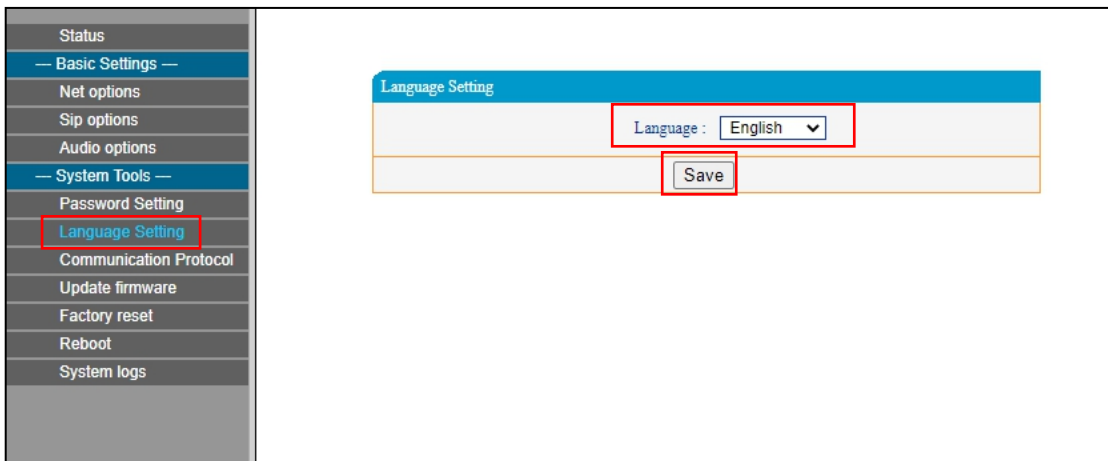 Status
--- Basic Settings ---
Net options
Sip options
Audio options
--- System Tools ---
Password Setting
Language Setting
Communication Protocol
Update firmware
Factory reset
Reboot
System logs
Language Setting
Language : English
Save